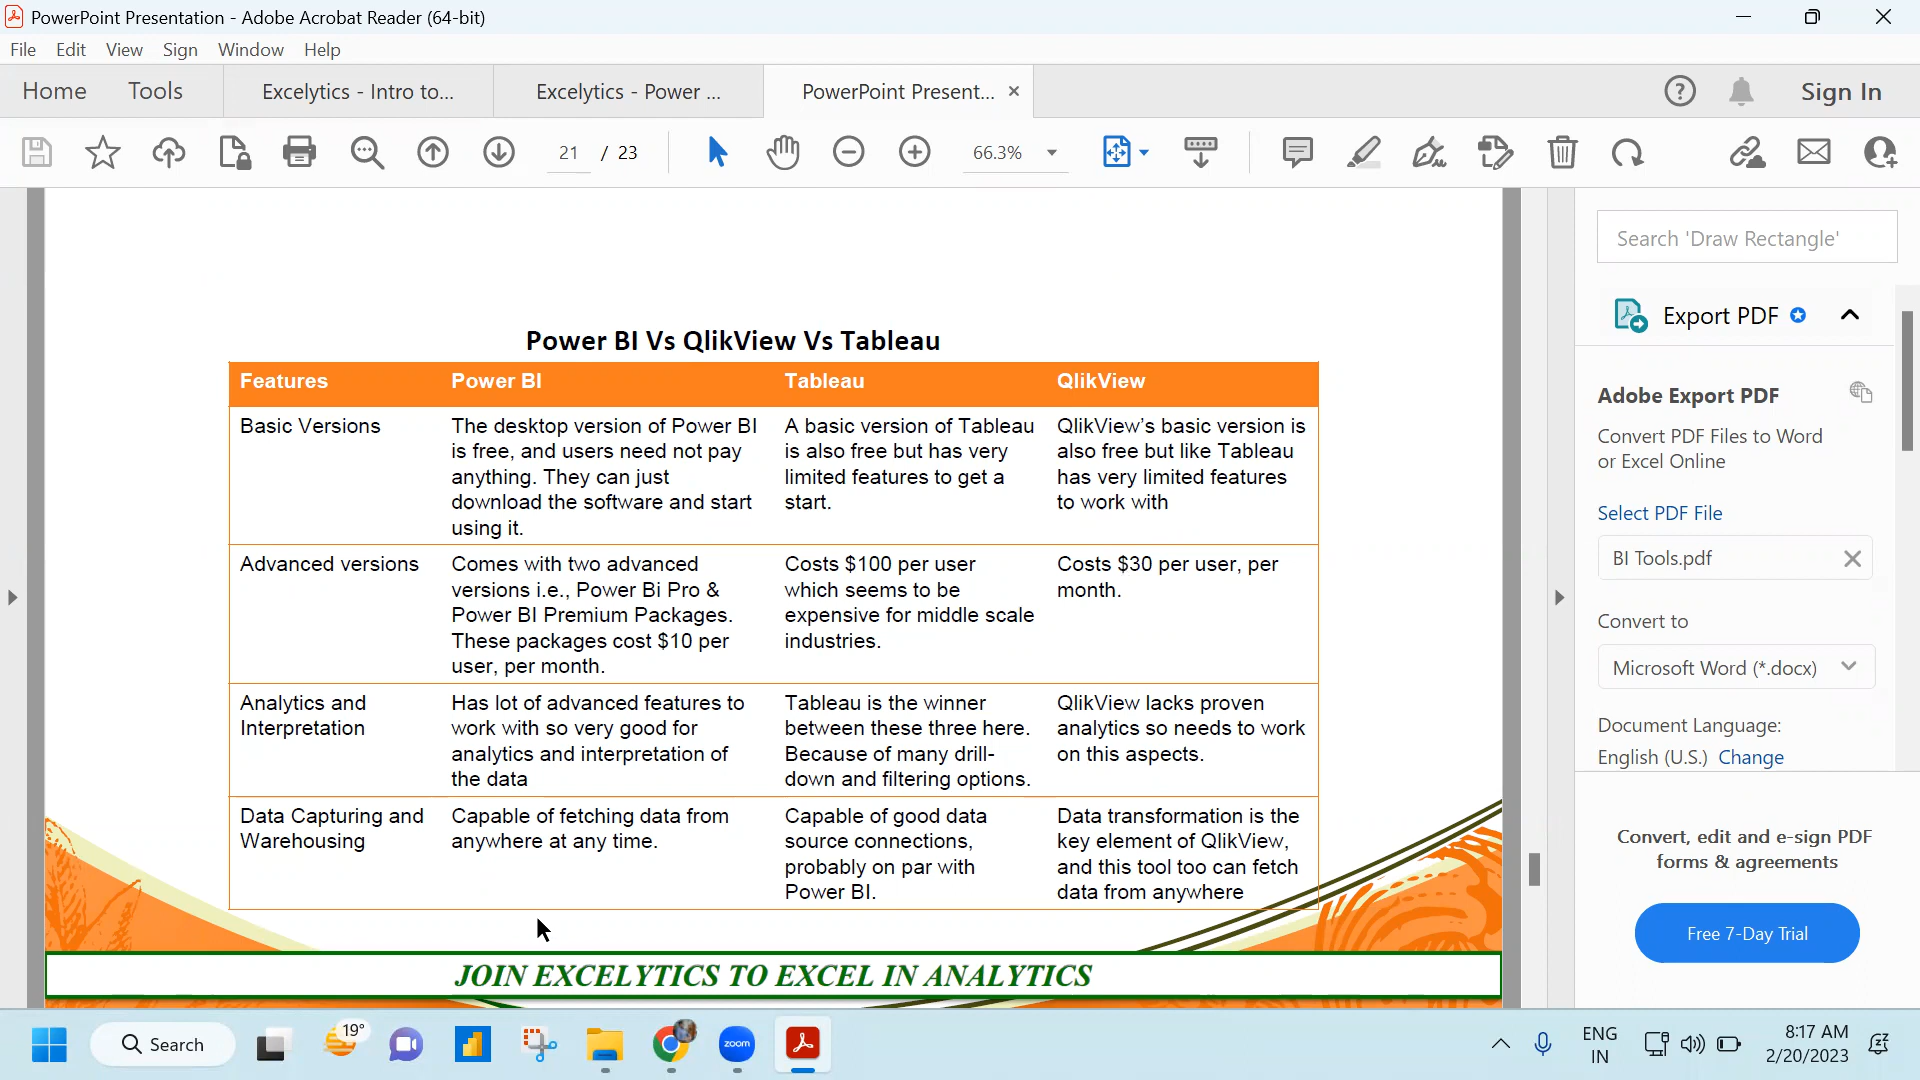 PowerPoint Presentation - Adobe Acrobat Reader (64-bit)
File Edit View Sign Window Help
Home Tools Excelytics - Intro to... Excelytics - Power ... PowerPoint Present... × Sign In
21 / 23 66.3%
Power BI Vs QlikView Vs Tableau
Features Power BI Tableau QlikView
Basic Versions
The desktop version of Power BI
is free, and users need not pay
anything. They can just
download the software and start
using it.
A basic version of Tableau
is also free but has very
limited features to get a
start.
QlikView's basic version is
also free but like Tableau
has very limited features
to work with
Advanced versions
Comes with two advanced
versions i.e., Power Bi Pro &
Power BI Premium Packages.
These packages cost $10 per
user, per month.
Costs $100 per user
which seems to be
expensive for middle scale
industries.
Costs $30 per user, per
month.
Analytics and
Interpretation
Has lot of advanced features to
work with so very good for
analytics and interpretation of
the data
Tableau is the winner
between these three here.
Because of many drill-
down and filtering options.
QlikView lacks proven
analytics so needs to work
on this aspects.
Data Capturing and
Warehousing
Capable of fetching data from
anywhere at any time.
Capable of good data
source connections,
probably on par with
Power BI.
Data transformation is the
key element of QlikView,
and this tool too can fetch
data from anywhere
JOIN EXCELYTICS TO EXCEL IN ANALYTICS
Search 'Draw Rectangle'
Export PDF
Adobe Export PDF
Convert PDF Files to Word
or Excel Online
Select PDF File
BI Tools.pdf
Convert to
Microsoft Word (*.docx)
Document Language:
English (U.S.) Change
Convert, edit and e-sign PDF
forms & agreements
Free 7-Day Trial
Search
19°
zoom
ENG
IN
8:17 AM
2/20/2023